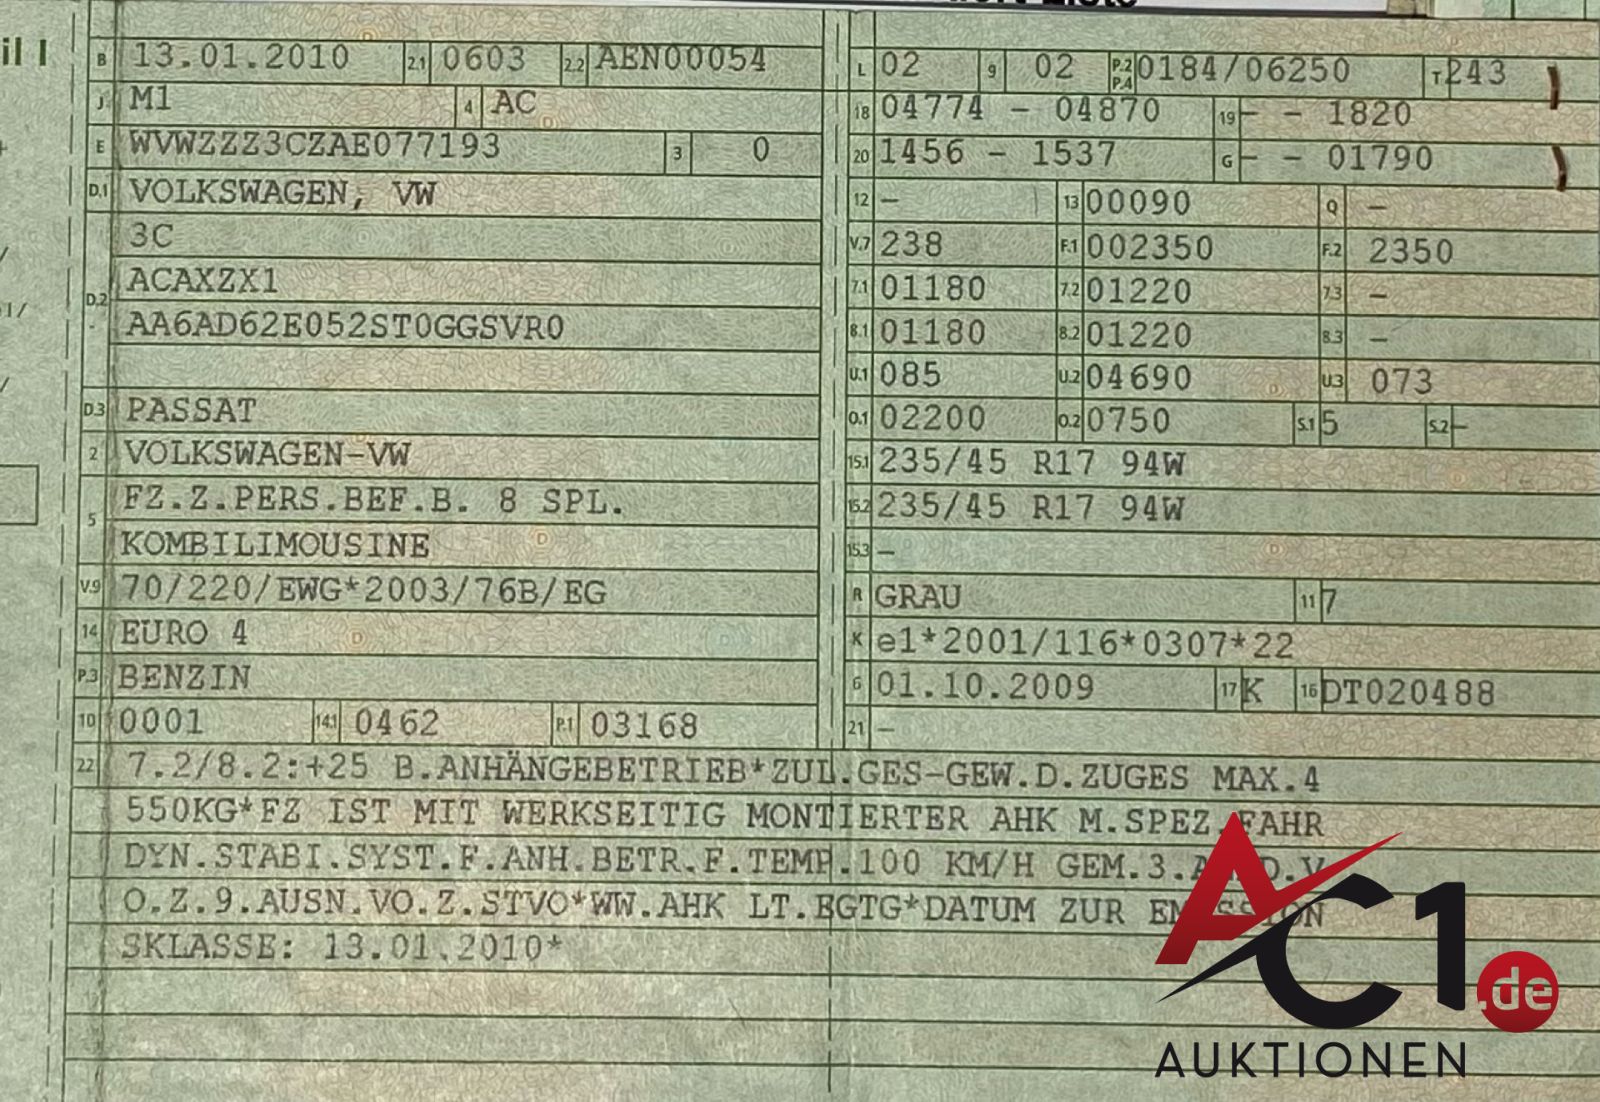 il I
B 13.01.2010 2.1 0603 2.2 AEN00054
J M1 4 AC
E WVWZZZ3CZAE077193 3 0
D.1 VOLKSWAGEN, VW
3C
D.2 ACAXZX1
AA6AD62E052ST0GGSVR0
D.3 PASSAT
2 VOLKSWAGEN-VW
5 FZ.Z.PERS.BEF.B. 8 SPL.
KOMBILIMOUSINE
V.9 70/220/EWG*2003/76B/EG
14 EURO 4
P.3 BENZIN
10 0001 14.1 0462 P.1 03168
L 02 9 02 P.2 P.4 0184/06250 T 243
18 04774 - 04870 19 - - 1820
20 1456 - 1537 G - - 01790
12 - 13 00090 Q -
V.7 238 F.1 002350 F.2 2350
7.1 01180 7.2 01220 7.3 -
8.1 01180 8.2 01220 8.3 -
U.1 085 U.2 04690 U.3 073
O.1 02200 O.2 0750 S.1 5 S.2 -
15.1 235/45 R17 94W
15.2 235/45 R17 94W
15.3 -
R GRAU 11 7
K e1*2001/116*0307*22
6 01.10.2009 17 K 16 DT020488
21 -
22 7.2/8.2:+25 B.ANHÄNGEBETRIEB*ZUL.GES-GEW.D.ZUGES MAX.4
550KG*FZ IST MIT WERKSEITIG MONTIERTER AHK M.SPEZ.FAHR
DYN.STABI.SYST.F.ANH.BETR.F.TEMP.100 KM/H GEM.3. D.V
O.Z.9.AUSN.VO.Z.STVO*WW.AHK LT.EGTG*DATUM ZUR EMISSION
SKLASSE: 13.01.2010*
AC1.de
AUKTIONEN